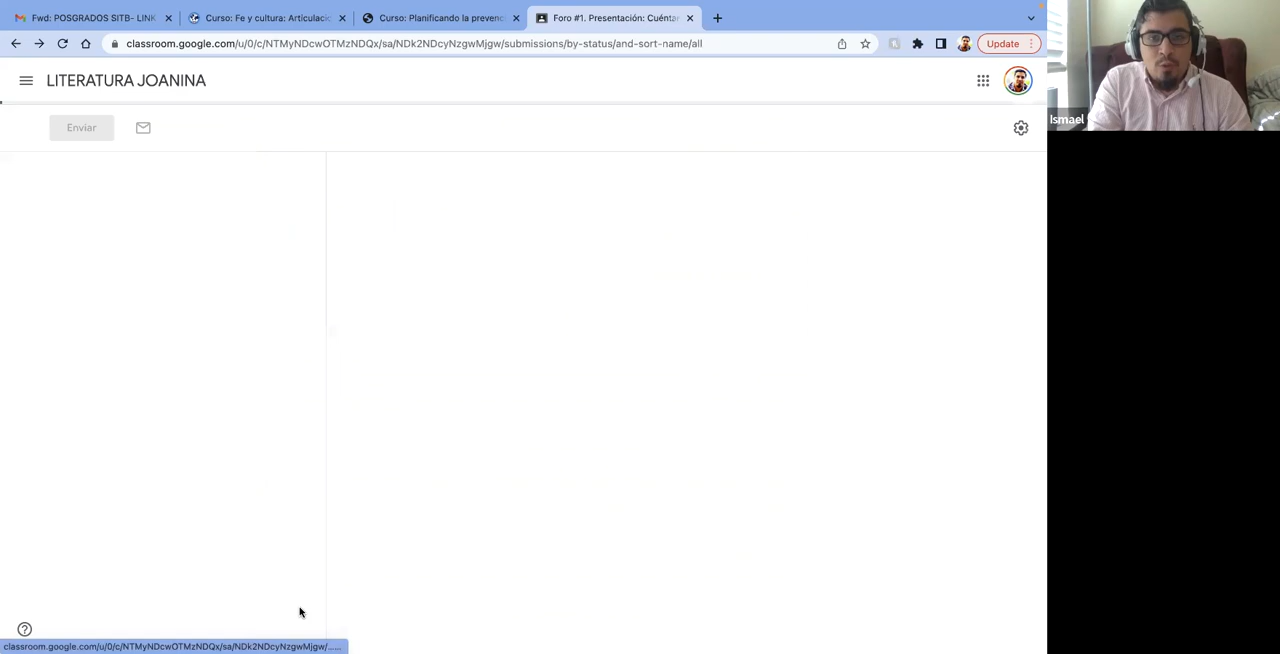 Fwd: POSGRADOS SITB- LINK
Curso: Fe y cultura: Articulació
Curso: Planificando la prevenc
Foro #1. Presentación: Cuéntan
classroom.google.com/u/0/c/NTMyNDcwOTMzNDQx/sa/NDk2NDcyNzgwMjgw/submissions/by-status/and-sort-name/all
Update
LITERATURA JOANINA
Enviar
Ismael
classroom.google.com/u/0/c/NTMyNDcwOTMzNDQx/sa/NDk2NDcyNzgwMjgw/......